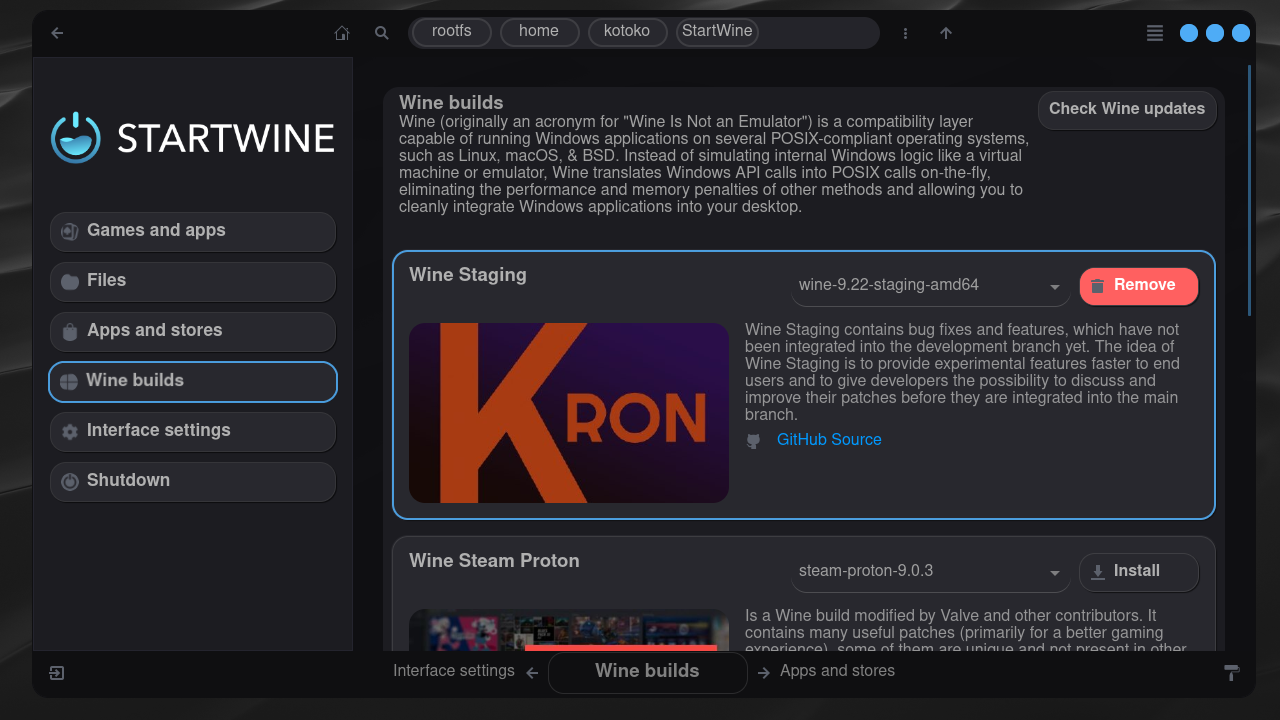 rootfs
home
kotoko
StartWine
STARTWINE
Games and apps
Files
Apps and stores
Wine builds
Interface settings
Shutdown
Wine builds
Check Wine updates
Wine (originally an acronym for "Wine Is Not an Emulator") is a compatibility layer
capable of running Windows applications on several POSIX-compliant operating systems,
such as Linux, macOS, & BSD. Instead of simulating internal Windows logic like a virtual
machine or emulator, Wine translates Windows API calls into POSIX calls on-the-fly,
eliminating the performance and memory penalties of other methods and allowing you to
cleanly integrate Windows applications into your desktop.
Wine Staging
wine-9.22-staging-amd64
Remove
KRON
Wine Staging contains bug fixes and features, which have not
been integrated into the development branch yet. The idea of
Wine Staging is to provide experimental features faster to end
users and to give developers the possibility to discuss and
improve their patches before they are integrated into the main
branch.
GitHub Source
Wine Steam Proton
steam-proton-9.0.3
Install
Is a Wine build modified by Valve and other contributors. It
contains many useful patches (primarily for a better gaming
experience), some of them are unique and not present in other
Interface settings
Wine builds
Apps and stores